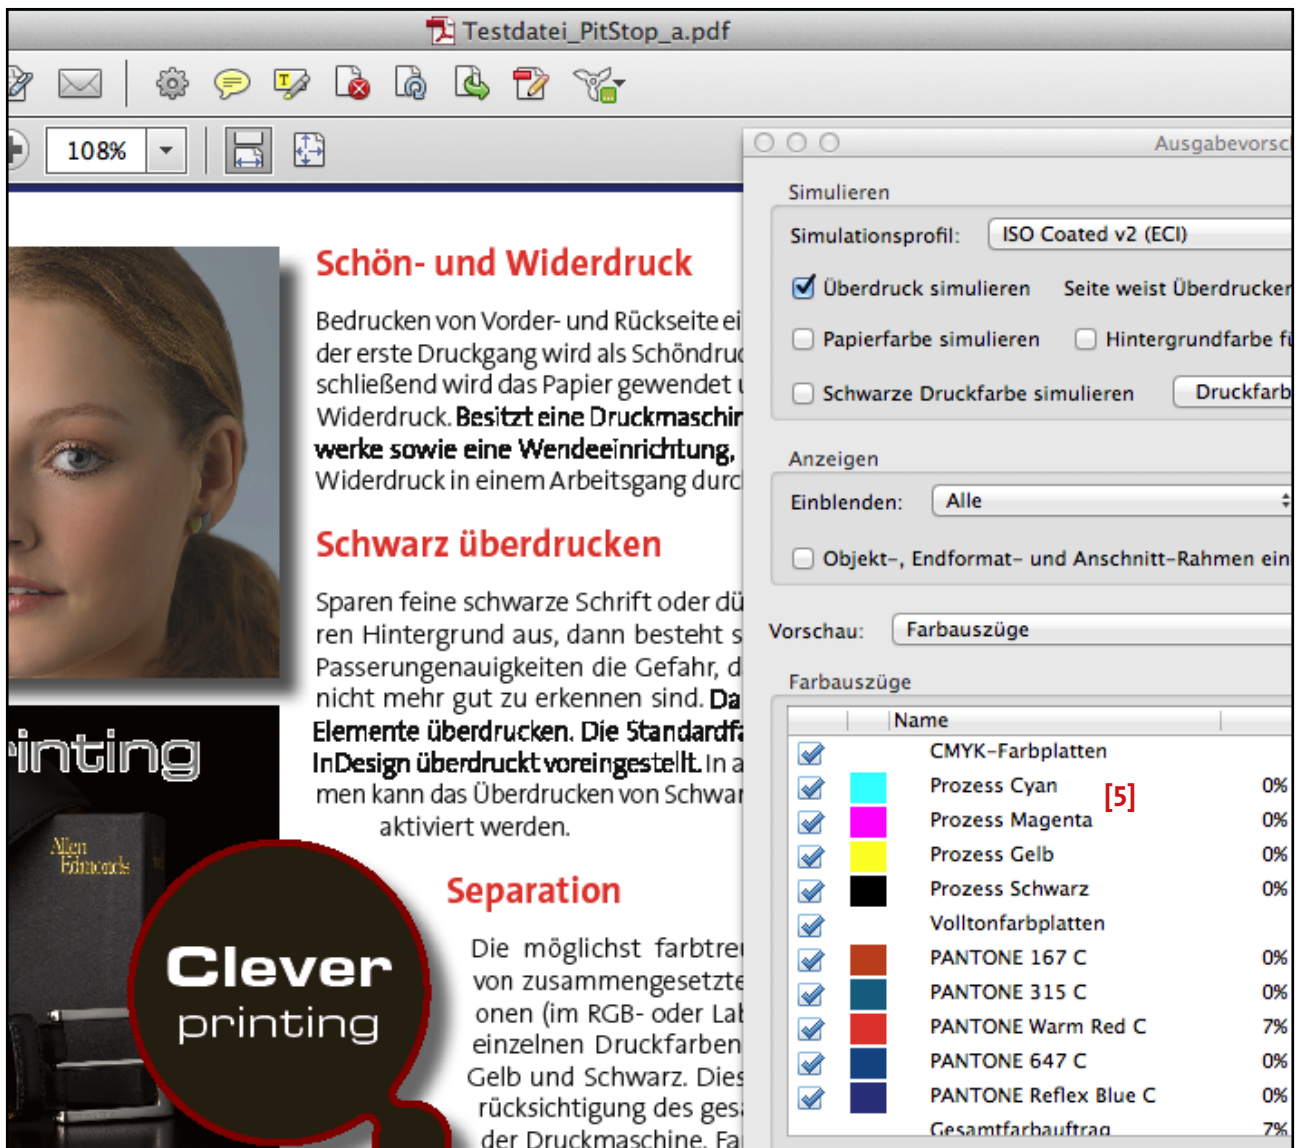 Testdatei_PitStop_a.pdf
108%
Schön- und Widerdruck
Bedrucken von Vorder- und Rückseite ei
der erste Druckgang wird als Schöndruc
schließend wird das Papier gewendet u
Widerdruck. Besitzt eine Druckmaschin
werke sowie eine Wendeeinrichtung,
Widerdruck in einem Arbeitsgang durc
Schwarz überdrucken
Sparen feine schwarze Schrift oder dü
ren Hintergrund aus, dann besteht s
Passerungenauigkeiten die Gefahr, d
nicht mehr gut zu erkennen sind. Da
Elemente überdrucken. Die Standardfa
InDesign überdruckt voreingestellt. In a
men kann das Überdrucken von Schwar
aktiviert werden.
Separation
Die möglichst farbtreu
von zusammengesetzte
onen (im RGB- oder Lab
einzelnen Druckfarben
Gelb und Schwarz. Dies
rücksichtigung des gesa
der Druckmaschine. Fa
rinting
Allen
Edmonds
Clever
printing
Ausgabevorsch
Simulieren
Simulationsprofil: ISO Coated v2 (ECI)
Überdruck simulieren Seite weist Überdrucken
Papierfarbe simulieren Hintergrundfarbe fü
Schwarze Druckfarbe simulieren Druckfarb
Anzeigen
Einblenden: Alle
Objekt-, Endformat- und Anschnitt-Rahmen ein
Vorschau: Farbauszüge
Farbauszüge
Name
CMYK-Farbplatten
Prozess Cyan 0%
[5]
Prozess Magenta 0%
Prozess Gelb 0%
Prozess Schwarz 0%
Volltonfarbplatten
PANTONE 167 C 0%
PANTONE 315 C 0%
PANTONE Warm Red C 7%
PANTONE 647 C 0%
PANTONE Reflex Blue C 0%
Gesamtfarbauftrag 7%